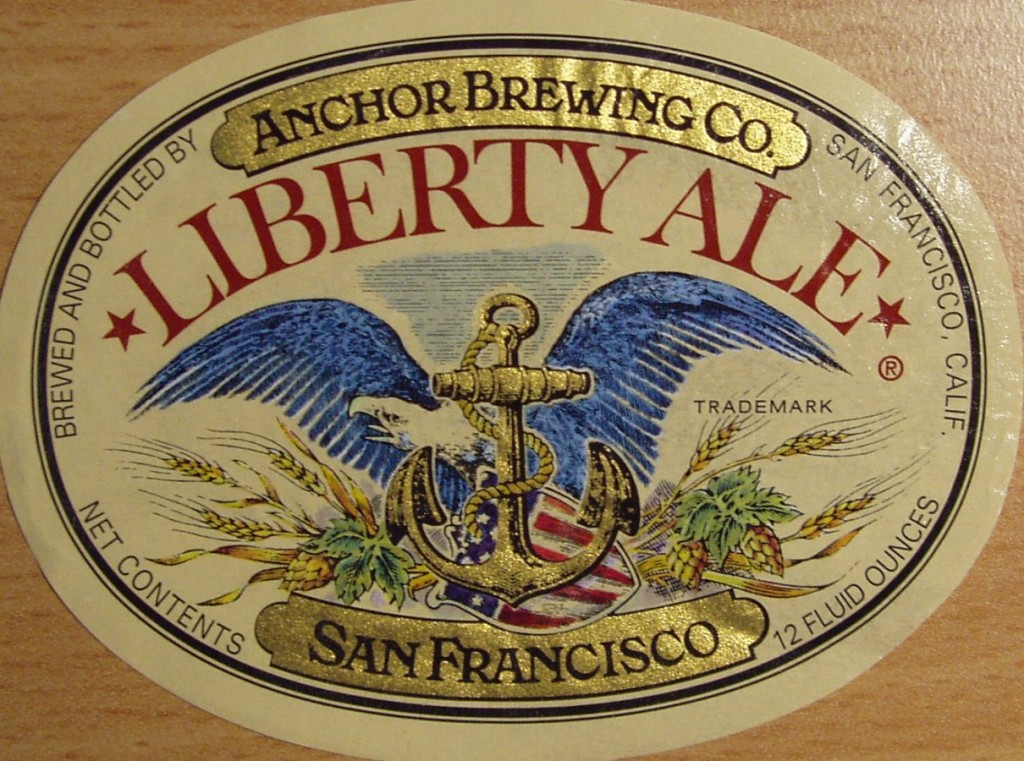 ANCHOR BREWING CO.
LIBERTY ALE
®
BREWED AND BOTTLED BY
SAN FRANCISCO, CALIF.
TRADEMARK
NET CONTENTS
12 FLUID OUNCES
SAN FRANCISCO